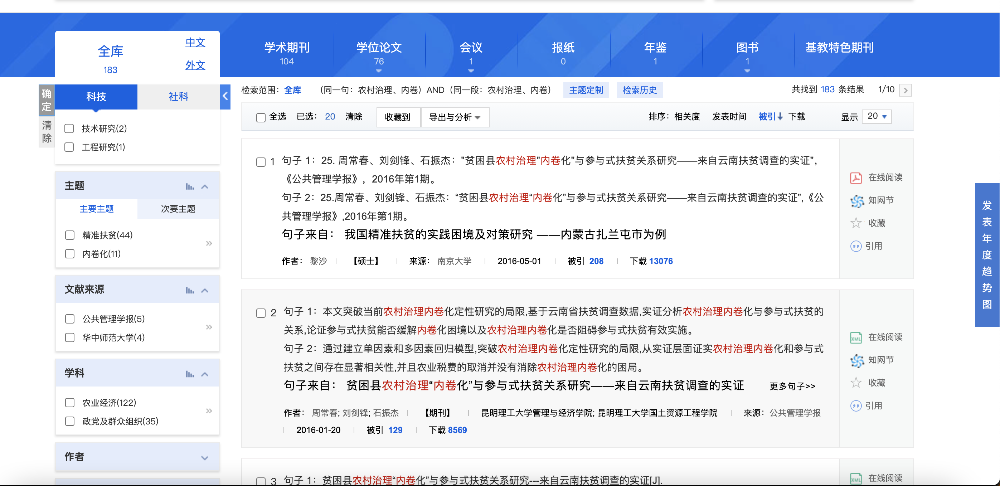 全库
183
中文
外文
学术期刊
104
学位论文
76
会议
1
报纸
0
年鉴
1
图书
1
基教特色期刊
确定
清除
科技
社科
技术研究(2)
工程研究(1)
主题
主要主题
次要主题
精准扶贫(44)
内卷化(11)
文献来源
公共管理学报(5)
华中师范大学(4)
学科
农业经济(122)
政党及群众组织(35)
作者
检索范围：全库 （同一句：农村治理、内卷）AND（同一段：农村治理、内卷） 主题定制 检索历史 共找到 183 条结果 1/10
全选 已选：20 清除 收藏到 导出与分析 排序：相关度 发表时间 被引 下载 显示 20
1 句子 1：25. 周常春、刘剑锋、石振杰："贫困县农村治理"内卷化"与参与式扶贫关系研究——来自云南扶贫调查的实证",
《公共管理学报》，2016年第1期。
句子 2：25.周常春、刘剑锋、石振杰：“贫困县农村治理“内卷化”与参与式扶贫关系研究——来自云南扶贫调查的实证”,《公
共管理学报》,2016年第1期。
句子来自： 我国精准扶贫的实践困境及对策研究 ——内蒙古扎兰屯市为例
作者： 黎沙 【硕士】 来源： 南京大学 2016-05-01 被引 208 下载 13076
在线阅读
知网节
收藏
引用
2 句子 1：本文突破当前农村治理内卷化定性研究的局限,基于云南省扶贫调查数据,实证分析农村治理内卷化与参与式扶贫的
关系,论证参与式扶贫能否缓解内卷化困境以及农村治理内卷化是否阻碍参与式扶贫有效实施。
句子 2：通过建立单因素和多因素回归模型,突破农村治理内卷化定性研究的局限,从实证层面证实农村治理内卷化和参与式
扶贫之间存在显著相关性,并且农业税费的取消并没有消除农村治理内卷化的困局。
句子来自： 贫困县农村治理“内卷化”与参与式扶贫关系研究——来自云南扶贫调查的实证 更多句子>>
作者： 周常春; 刘剑锋; 石振杰 【期刊】 昆明理工大学管理与经济学院; 昆明理工大学国土资源工程学院 来源：公共管理学报
2016-01-20 被引 129 下载 8569
XML 在线阅读
知网节
收藏
引用
3 句子 1：贫困县农村治理“内卷化”与参与式扶贫关系研究---来自云南扶贫调查的实证[J].
XML 在线阅读
发表年度趋势图